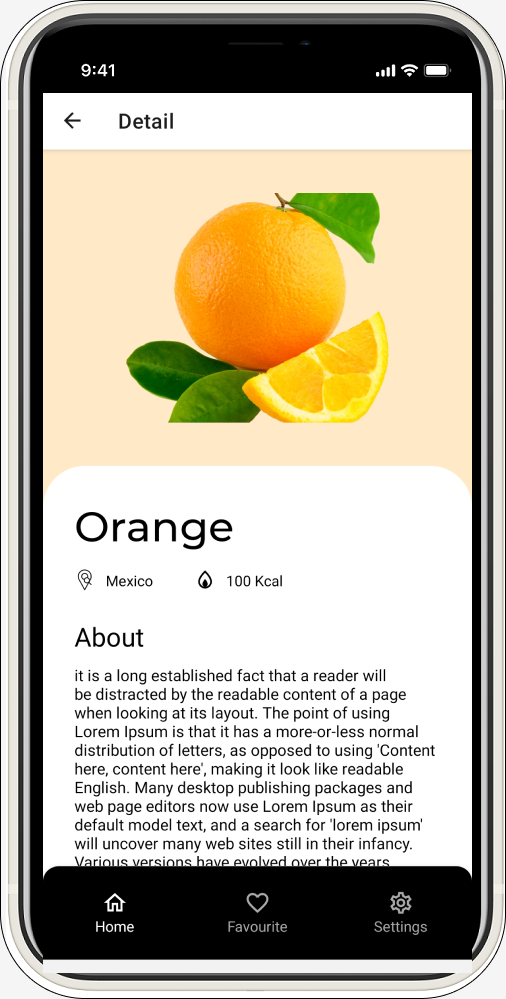 9:41
Detail
Orange
Mexico
100 Kcal
About
it is a long established fact that a reader will
be distracted by the readable content of a page
when looking at its layout. The point of using
Lorem Ipsum is that it has a more-or-less normal
distribution of letters, as opposed to using 'Content
here, content here', making it look like readable
English. Many desktop publishing packages and
web page editors now use Lorem Ipsum as their
default model text, and a search for 'lorem ipsum'
will uncover many web sites still in their infancy.
Various versions have evolved over the years
Home
Favourite
Settings